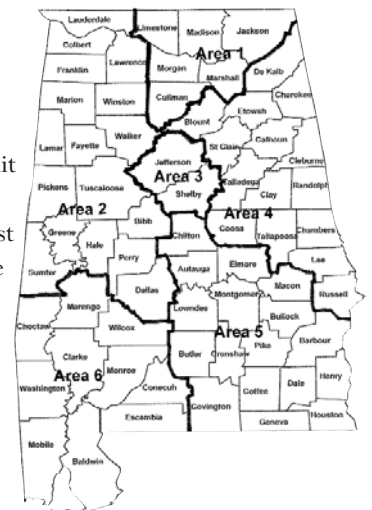 Lauderdale
Limestone
Madison
Jackson
Colbert
Lawrence
Area 1
Franklin
Morgan
Marshall
De Kalb
Marion
Winston
Cullman
Cherokee
Blount
Etowah
Walker
St Clair
Calhoun
Lamar
Fayette
Jefferson
Cleburne
it
Area 3
Talladega
Randolph
Pickens
Tuscaloosa
Shelby
Clay
Area 2
Area 4
Bibb
Greene
Hale
Chilton
Coosa
Tallapoosa
Chambers
st
Perry
Lee
e
Sumter
Autauga
Elmore
Dallas
Macon
Russell
Marengo
Lowndes
Montgomery
Bullock
Choctaw
Wilcox
Area 5
Barbour
Clarke
Butler
Crenshaw
Pike
Area 6
Monroe
Henry
Washington
Conecuh
Coffee
Dale
Covington
Houston
Escambia
Geneva
Mobile
Baldwin